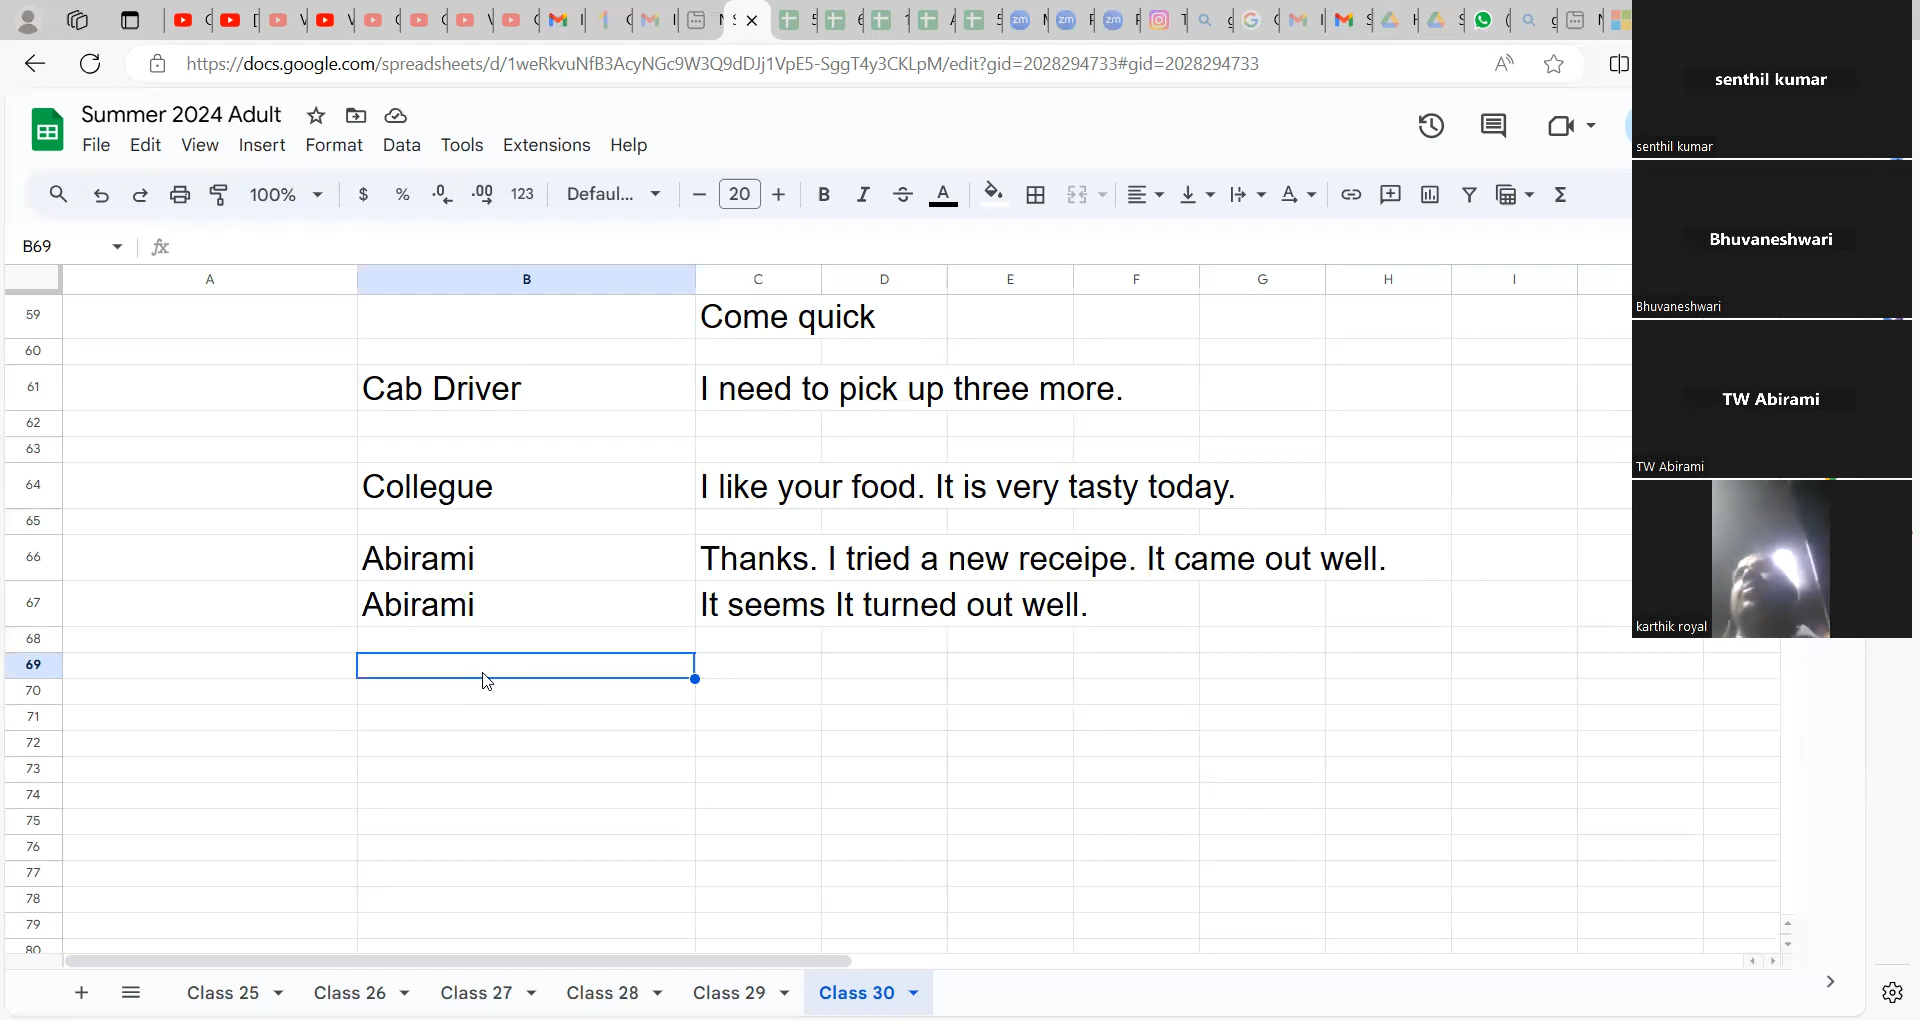 https://docs.google.com/spreadsheets/d/1weRkvuNfB3AcyNGc9W3Q9dDJj1VpE5-SggT4y3CKLpM/edit?gid=2028294733#gid=2028294733
Summer 2024 Adult
File Edit View Insert Format Data Tools Extensions Help
100% $ % .0 .00 123 Defaul... 20 B I A
B69 fx
A B C D E F G H I
59 Come quick
60
61 Cab Driver I need to pick up three more.
62
63
64 Collegue I like your food. It is very tasty today.
65
66 Abirami Thanks. I tried a new receipe. It came out well.
67 Abirami It seems It turned out well.
68
69
70
71
72
73
74
75
76
77
78
79
80
Class 25 Class 26 Class 27 Class 28 Class 29 Class 30
senthil kumar
senthil kumar
Bhuvaneshwari
Bhuvaneshwari
TW Abirami
TW Abirami
karthik royal